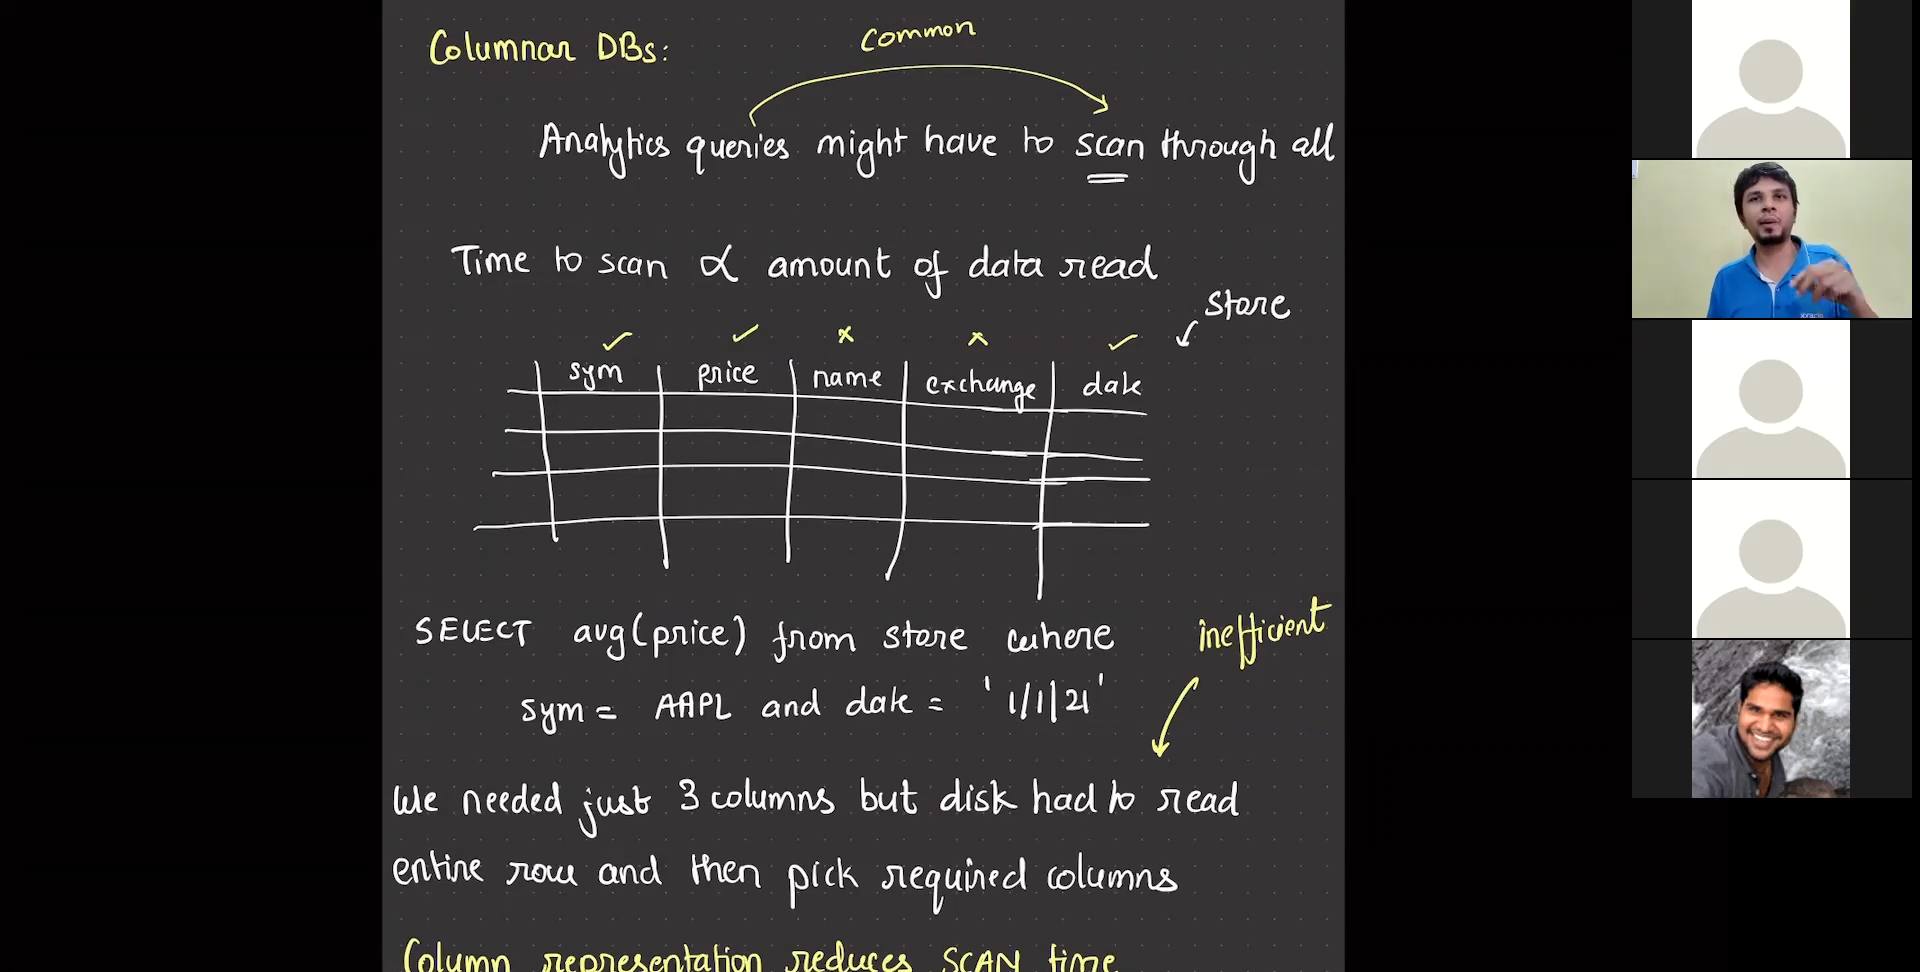 Columnar DBs:
Common
Analytics queries might have to scan through all
Time to scan ∝ amount of data read
store
✓ ✓ x x ✓
sym price name exchange date
SELECT avg(price) from store where
sym = AAPL and date = '1/1/21'
inefficient
We needed just 3 columns but disk had to read
entire row and then pick required columns
Column representation reduces SCAN time